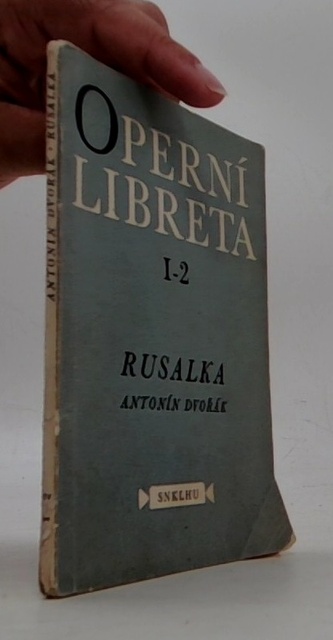 OPERNÍ
LIBRETA
I-2
RUSALKA
ANTONÍN DVOŘÁK
SNKLHU
ANTONÍN DVOŘÁK • RUSALKA